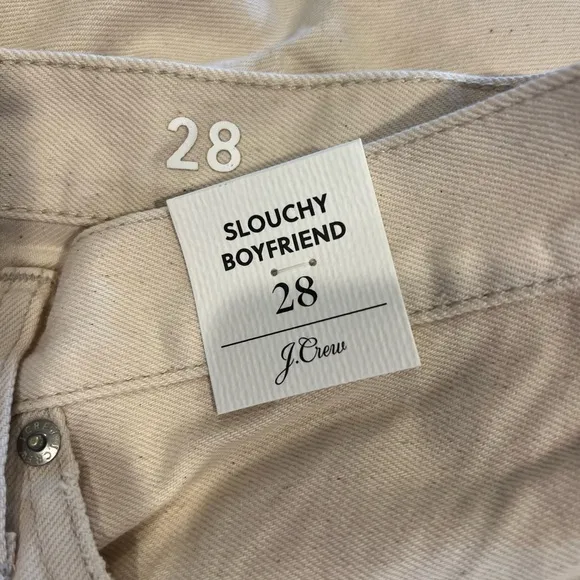 28
SLOUCHY
BOYFRIEND
28
J.Crew